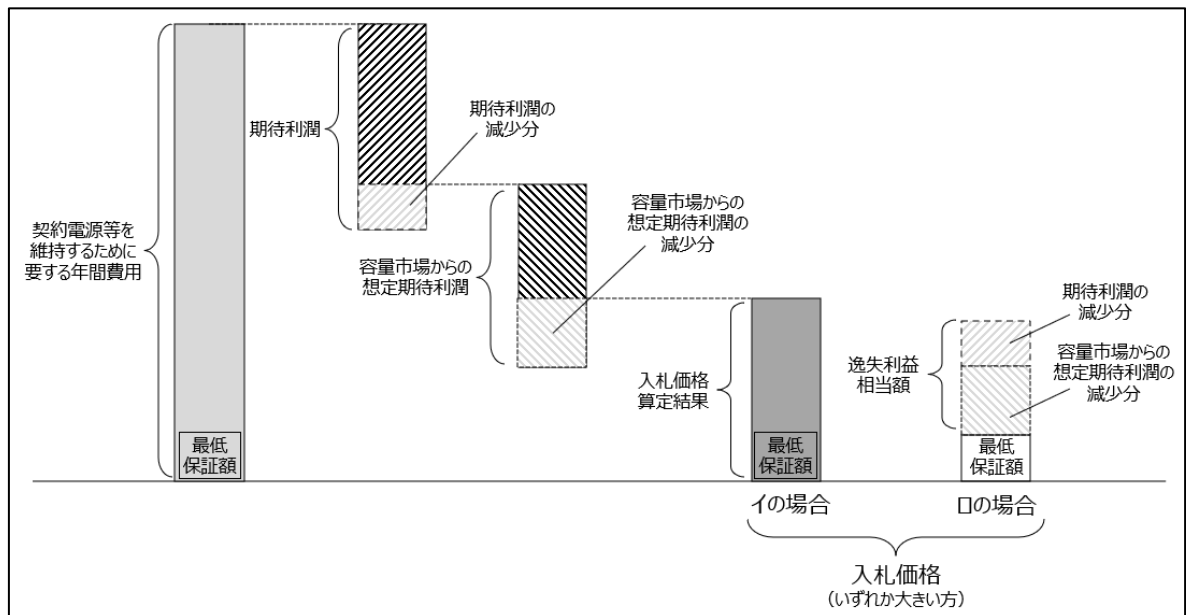 契約電源等を
維持するために
要する年間費用
最低
保証額
期待利潤
期待利潤の
減少分
容量市場からの
想定期待利潤
容量市場からの
想定期待利潤の
減少分
入札価格
算定結果
最低
保証額
イの場合
逸失利益
相当額
期待利潤の
減少分
容量市場からの
想定期待利潤の
減少分
最低
保証額
ロの場合
入札価格
（いずれか大きい方）